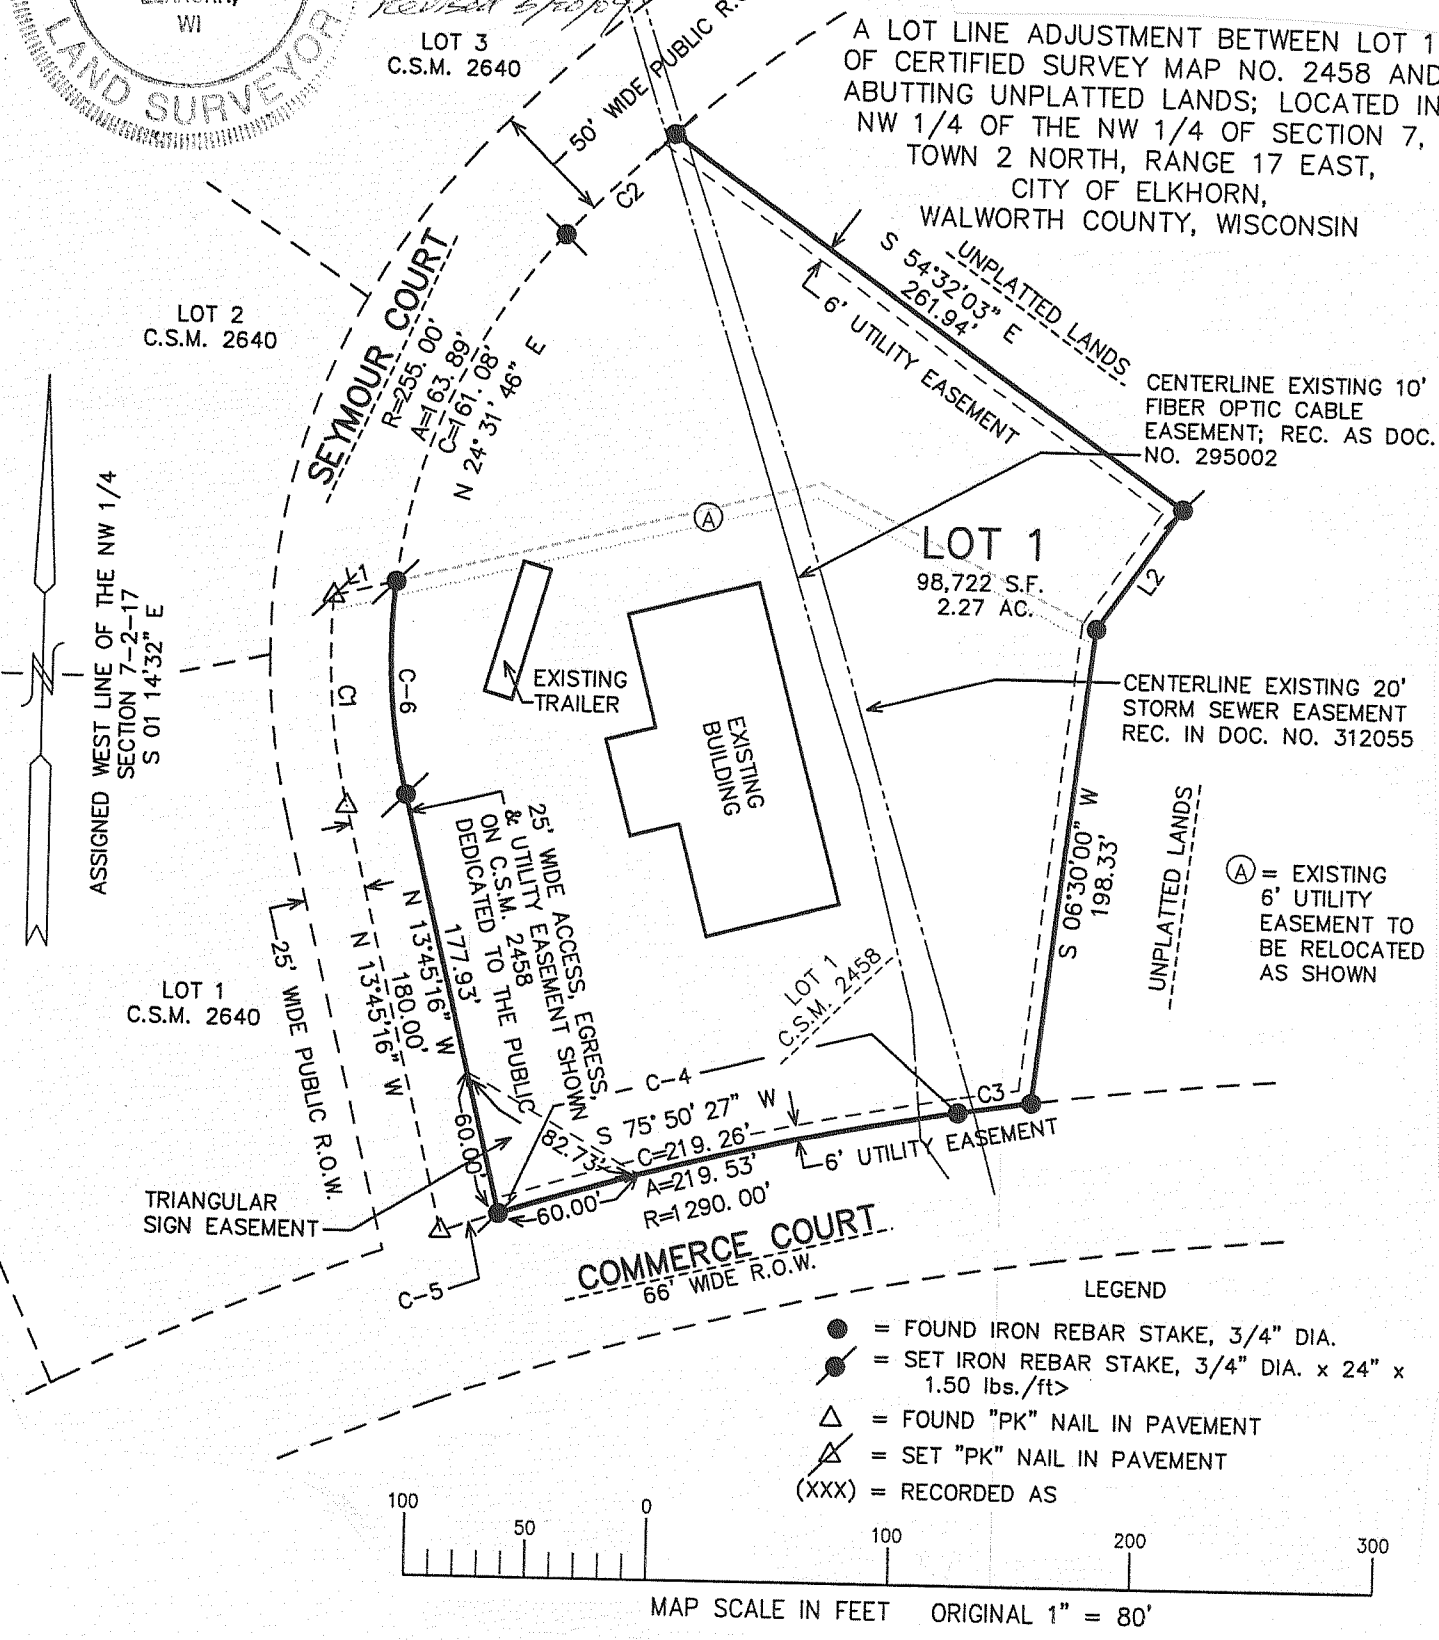 WI
LAND SURVEYOR
LOT 3
C.S.M. 2640
50' WIDE PUBLIC
A LOT LINE ADJUSTMENT BETWEEN LOT 1
OF CERTIFIED SURVEY MAP NO. 2458 AND
ABUTTING UNPLATTED LANDS; LOCATED IN
NW 1/4 OF THE NW 1/4 OF SECTION 7,
TOWN 2 NORTH, RANGE 17 EAST,
CITY OF ELKHORN,
WALWORTH COUNTY, WISCONSIN
C2
UNPLATTED LANDS
S 54°32'03" E
261.94'
6' UTILITY EASEMENT
LOT 2
C.S.M. 2640
SEYMOUR COURT
R=255.00'
A=163.89'
C=161.08'
N 24° 31' 46" E
CENTERLINE EXISTING 10'
FIBER OPTIC CABLE
EASEMENT; REC. AS DOC.
NO. 295002
A
LOT 1
98,722 S.F.
2.27 AC.
L1
L2
ASSIGNED WEST LINE OF THE NW 1/4
SECTION 7-2-17
S 01 14'32" E
N
C1
C-6
EXISTING
TRAILER
EXISTING
BUILDING
CENTERLINE EXISTING 20'
STORM SEWER EASEMENT
REC. IN DOC. NO. 312055
25' WIDE ACCESS, EGRESS,
& UTILITY EASEMENT SHOWN
ON C.S.M. 2458
DEDICATED TO THE PUBLIC
N 13°45'16" W
177.93'
180.00'
N 13°45'16" W
S 06°30'00" W
198.33'
UNPLATTED LANDS
A = EXISTING
6' UTILITY
EASEMENT TO
BE RELOCATED
AS SHOWN
LOT 1
C.S.M. 2640
25' WIDE PUBLIC R.O.W.
LOT 1
C.S.M. 2458
C-4
C3
S 75° 50' 27" W
C=219.26'
A=219.53'
R=1290.00'
6' UTILITY EASEMENT
60.00'
82.73'
60.00'
TRIANGULAR
SIGN EASEMENT
C-5
COMMERCE COURT
66' WIDE R.O.W.
LEGEND
= FOUND IRON REBAR STAKE, 3/4" DIA.
= SET IRON REBAR STAKE, 3/4" DIA. x 24" x
1.50 lbs./ft>
= FOUND "PK" NAIL IN PAVEMENT
= SET "PK" NAIL IN PAVEMENT
(XXX) = RECORDED AS
100 50 0 100 200 300
MAP SCALE IN FEET ORIGINAL 1" = 80'